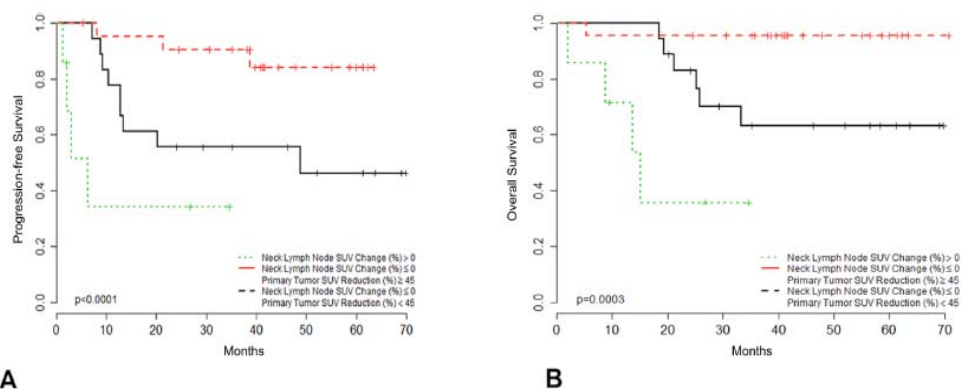 Progression-free Survival
1.0
0.8
0.6
0.4
0.2
0.0
Neck Lymph Node SUV Change (%) > 0
Neck Lymph Node SUV Change (%) ≤ 0
Primary Tumor SUV Reduction (%) ≥ 45
Neck Lymph Node SUV Change (%) ≤ 0
Primary Tumor SUV Reduction (%) < 45
p<0.0001
0 10 20 30 40 50 60 70
Months
A
Overall Survival
1.0
0.8
0.6
0.4
0.2
0.0
Neck Lymph Node SUV Change (%) > 0
Neck Lymph Node SUV Change (%) ≤ 0
Primary Tumor SUV Reduction (%) ≥ 45
Neck Lymph Node SUV Change (%) ≤ 0
Primary Tumor SUV Reduction (%) < 45
p=0.0003
0 10 20 30 40 50 60 70
Months
B